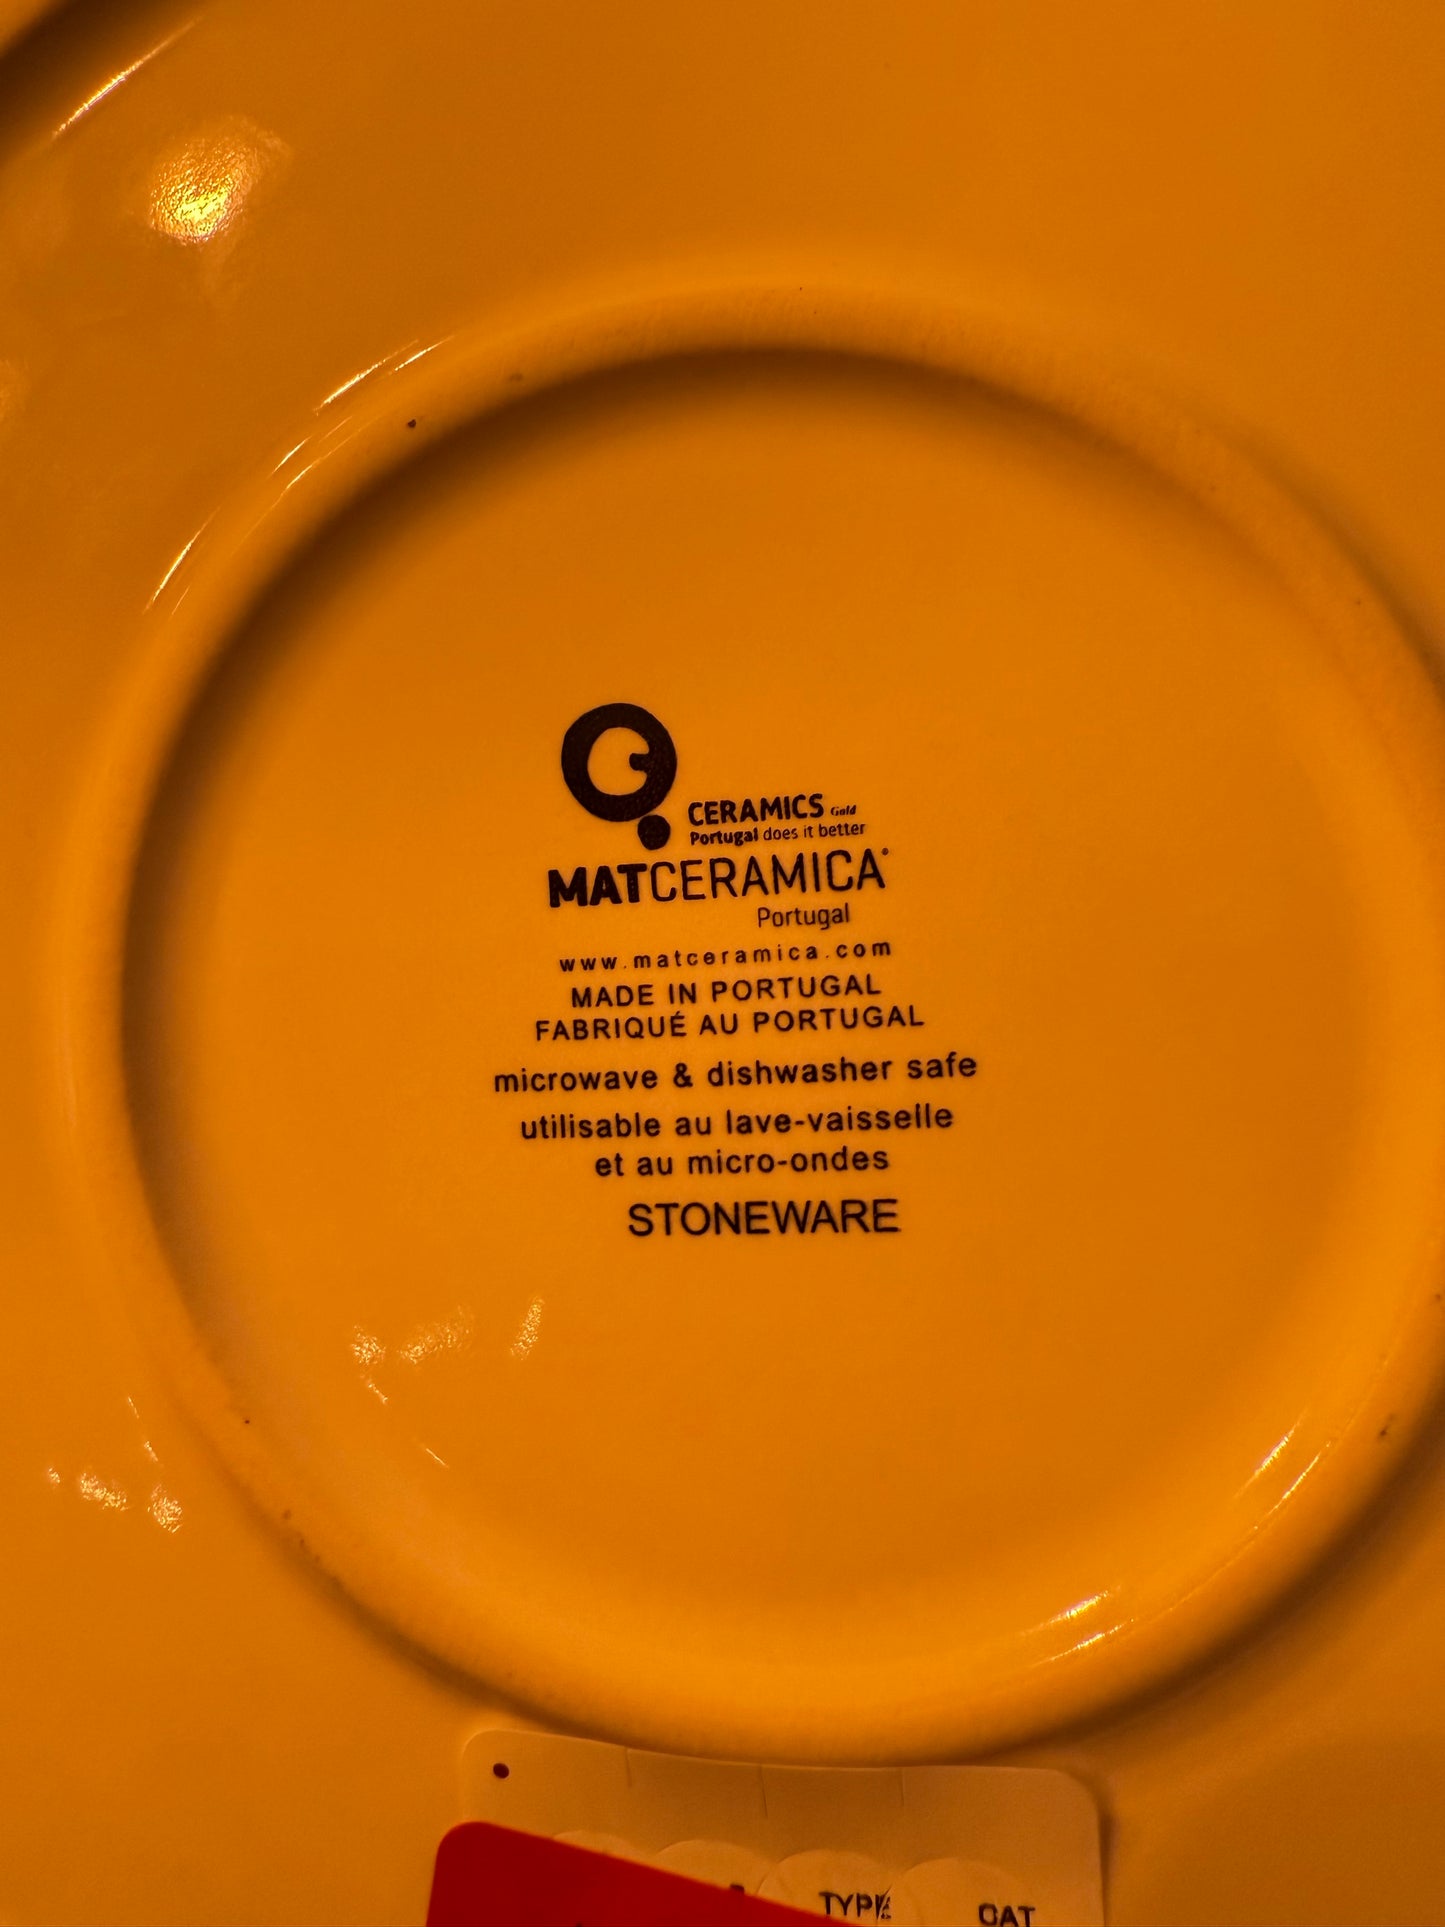 CERAMICS Gold
Portugal does it better
MATCERAMICA®
Portugal
www.matceramica.com
MADE IN PORTUGAL
FABRIQUÉ AU PORTUGAL
microwave & dishwasher safe
utilisable au lave-vaisselle
et au micro-ondes
STONEWARE
TYPE CAT